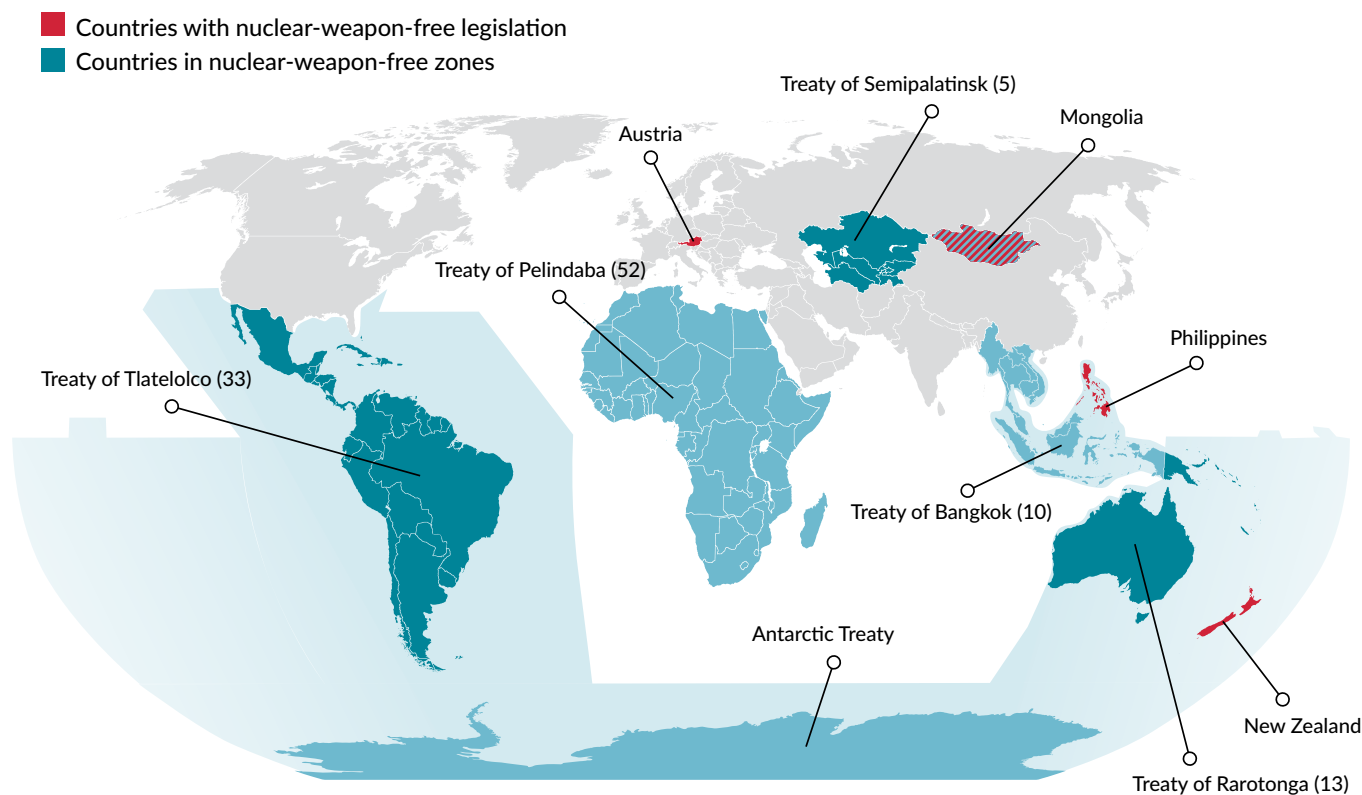 Countries with nuclear-weapon-free legislation
Countries in nuclear-weapon-free zones
Treaty of Semipalatinsk (5)
Mongolia
Austria
Treaty of Pelindaba (52)
Philippines
Treaty of Tlatelolco (33)
Treaty of Bangkok (10)
Antarctic Treaty
New Zealand
Treaty of Rarotonga (13)